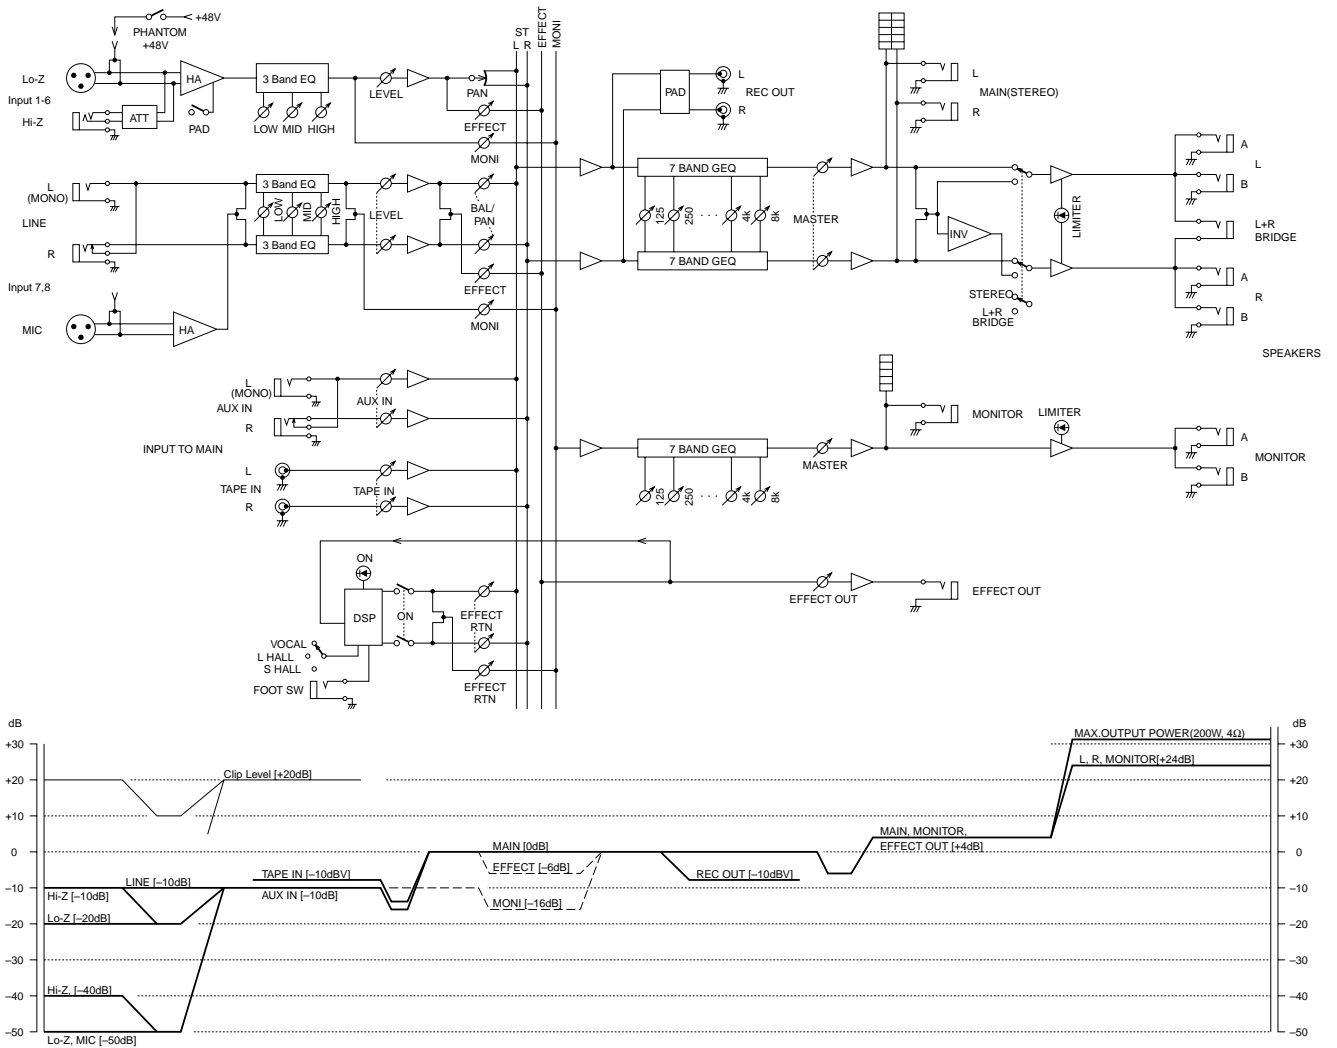 +48V
PHANTOM
+48V
Lo-Z
Input 1-6
Hi-Z
ATT
HA
PAD
3 Band EQ
LOW MID HIGH
LEVEL
PAN
EFFECT
MONI
ST
L R
EFFECT
MONI
L
(MONO)
LINE
R
Input 7,8
MIC
HA
3 Band EQ
LOW
MID
HIGH
3 Band EQ
LEVEL
BAL/
PAN
EFFECT
MONI
L
(MONO)
AUX IN
R
AUX IN
INPUT TO MAIN
L
TAPE IN
R
TAPE IN
ON
DSP
ON
VOCAL
L HALL
S HALL
FOOT SW
EFFECT
RTN
EFFECT
RTN
PAD
L
REC OUT
R
L
MAIN(STEREO)
R
7 BAND GEQ
125
250
4k
8k
7 BAND GEQ
MASTER
INV
STEREO
L+R
BRIDGE
LIMITER
A
L
B
L+R
BRIDGE
A
R
B
SPEAKERS
7 BAND GEQ
125
250
4k
8k
MASTER
MONITOR
LIMITER
A
MONITOR
B
EFFECT OUT
EFFECT OUT
dB
+30
+20
+10
0
–10
–20
–30
–40
–50
Clip Level [+20dB]
LINE [–10dB]
Hi-Z [–10dB]
Lo-Z [–20dB]
Hi-Z, [–40dB]
Lo-Z, MIC [–50dB]
TAPE IN [–10dBV]
AUX IN [–10dB]
MAIN [0dB]
EFFECT [–6dB]
MONI [–16dB]
REC OUT [–10dBV]
MAIN, MONITOR,
EFFECT OUT [+4dB]
MAX.OUTPUT POWER(200W, 4Ω)
L, R, MONITOR[+24dB]
dB
+30
+20
+10
0
–10
–20
–30
–40
–50